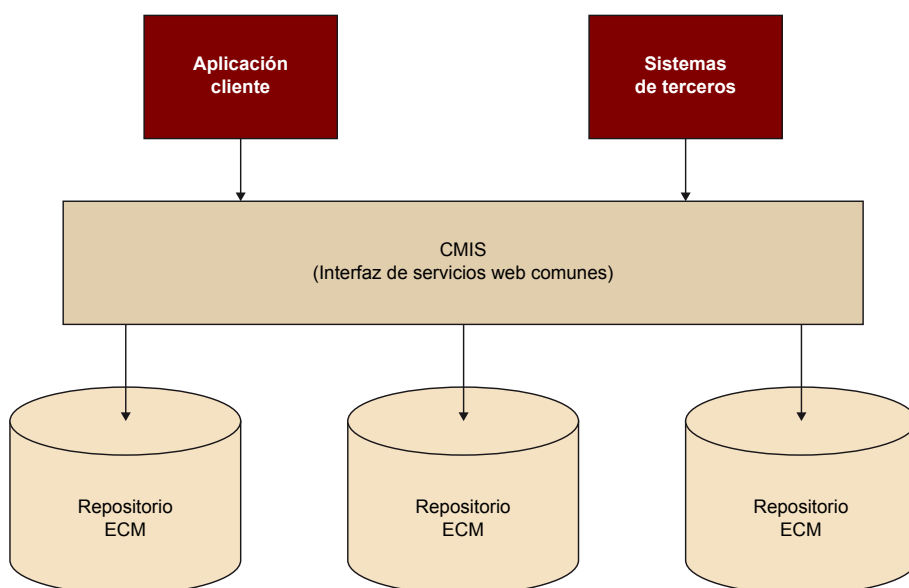 Aplicación
cliente
Sistemas
de terceros
CMIS
(Interfaz de servicios web comunes)
Repositorio
ECM
Repositorio
ECM
Repositorio
ECM